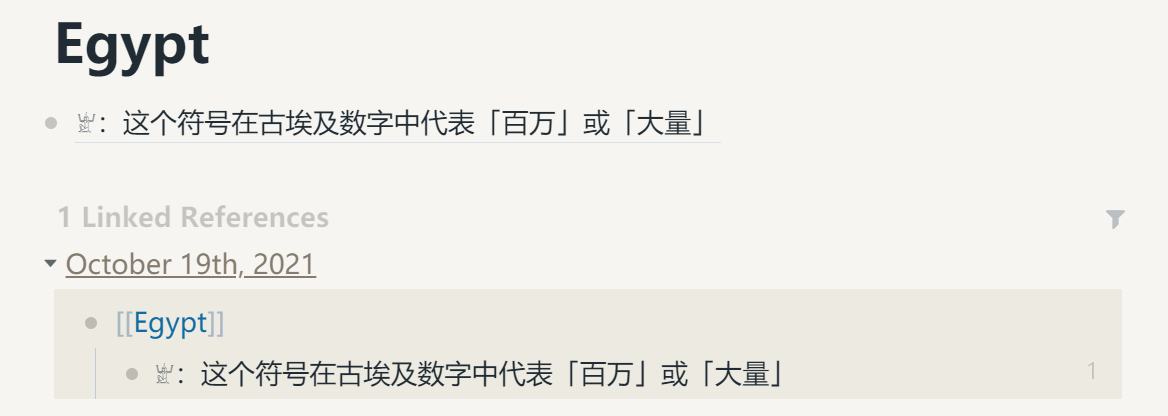 Egypt
𓁨：这个符号在古埃及数字中代表「百万」或「大量」
1 Linked References
October 19th, 2021
[[Egypt]]
𓁨：这个符号在古埃及数字中代表「百万」或「大量」 1